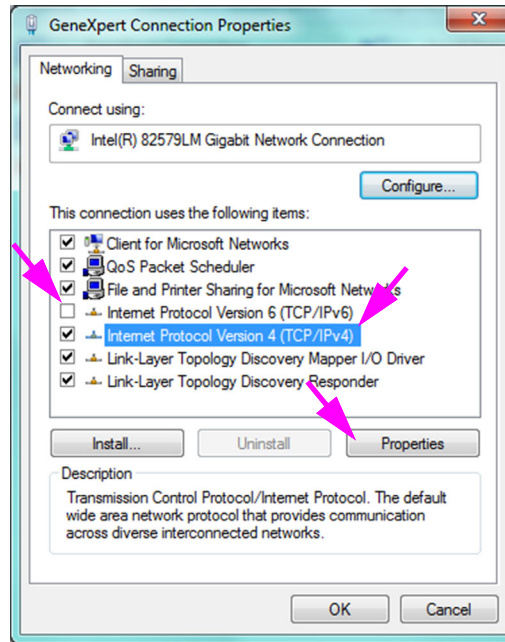 GeneXpert Connection Properties
Networking
Sharing
Connect using:
Intel(R) 82579LM Gigabit Network Connection
Configure...
This connection uses the following items:
Client for Microsoft Networks
QoS Packet Scheduler
File and Printer Sharing for Microsoft Networks
Internet Protocol Version 6 (TCP/IPv6)
Internet Protocol Version 4 (TCP/IPv4)
Link-Layer Topology Discovery Mapper I/O Driver
Link-Layer Topology Discovery Responder
Install...
Uninstall
Properties
Description
Transmission Control Protocol/Internet Protocol. The default
wide area network protocol that provides communication
across diverse interconnected networks.
OK
Cancel